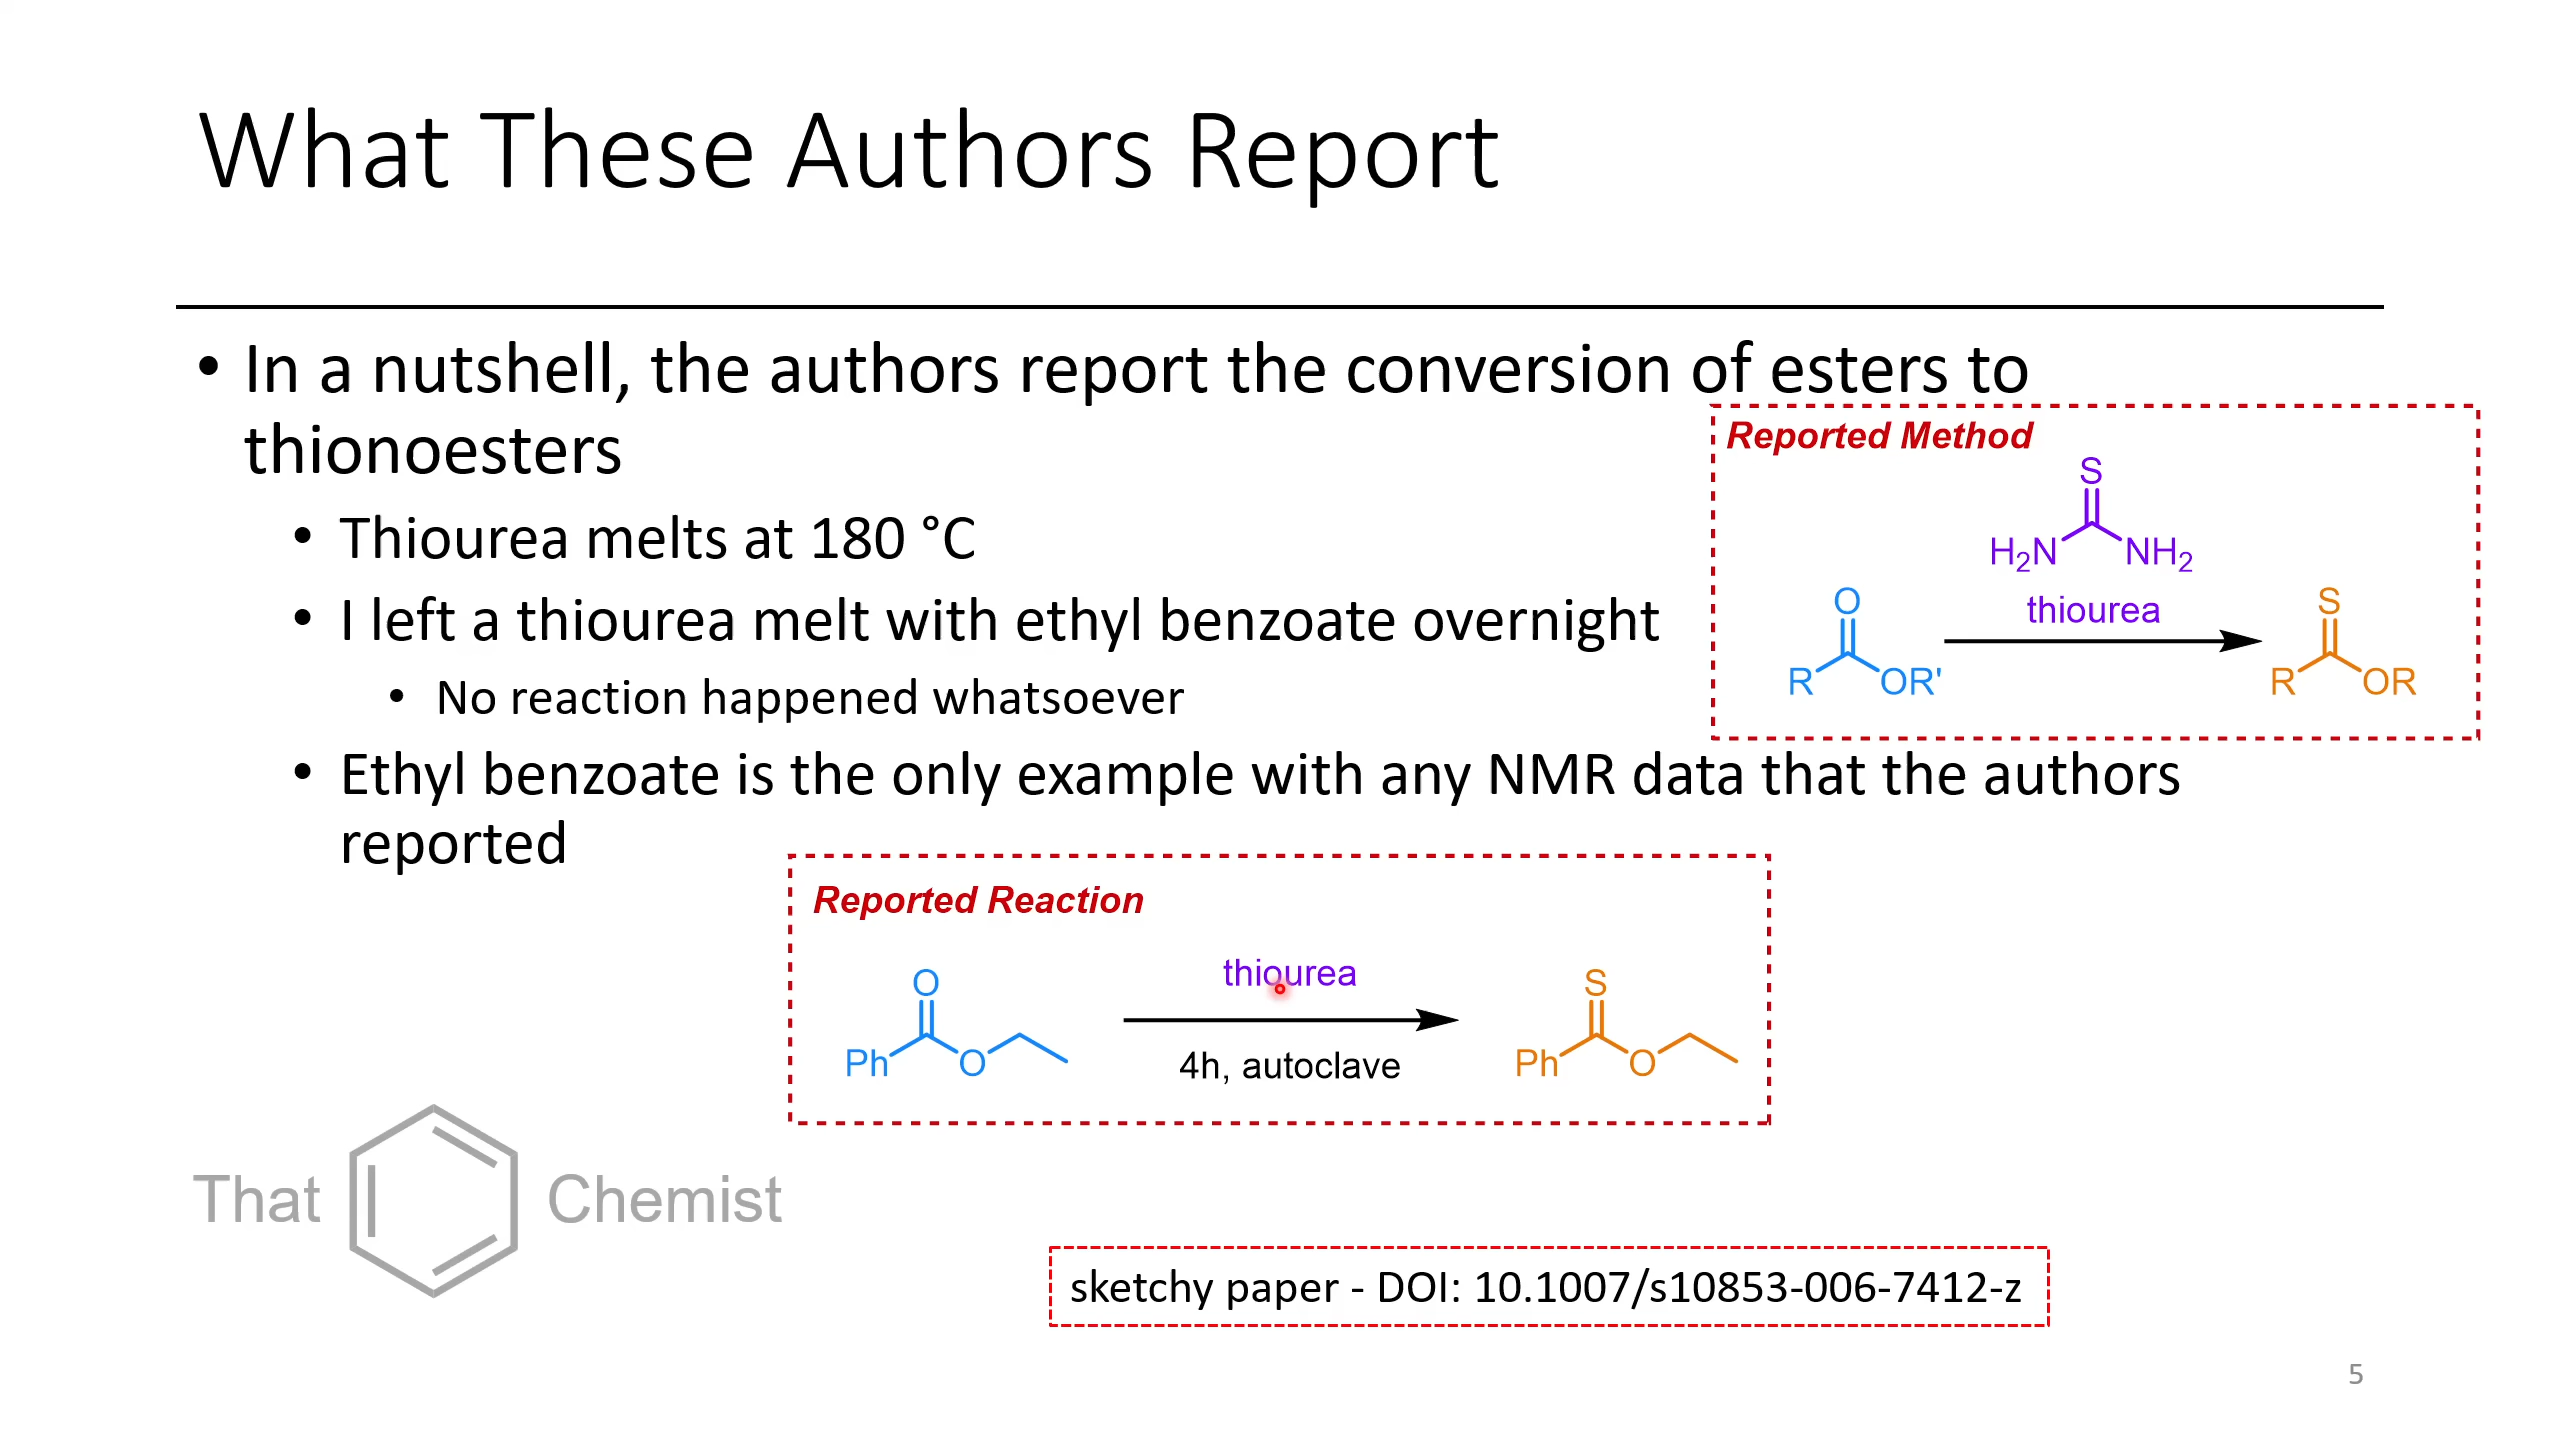 What These Authors Report
• In a nutshell, the authors report the conversion of esters to
thionoesters
• Thiourea melts at 180 °C
• I left a thiourea melt with ethyl benzoate overnight
• No reaction happened whatsoever
• Ethyl benzoate is the only example with any NMR data that the authors
reported
Reported Method
S
H₂N NH₂
thiourea
O
R OR'
S
R OR
Reported Reaction
O
Ph O
thiourea
4h, autoclave
S
Ph O
That Chemist
sketchy paper - DOI: 10.1007/s10853-006-7412-z
5